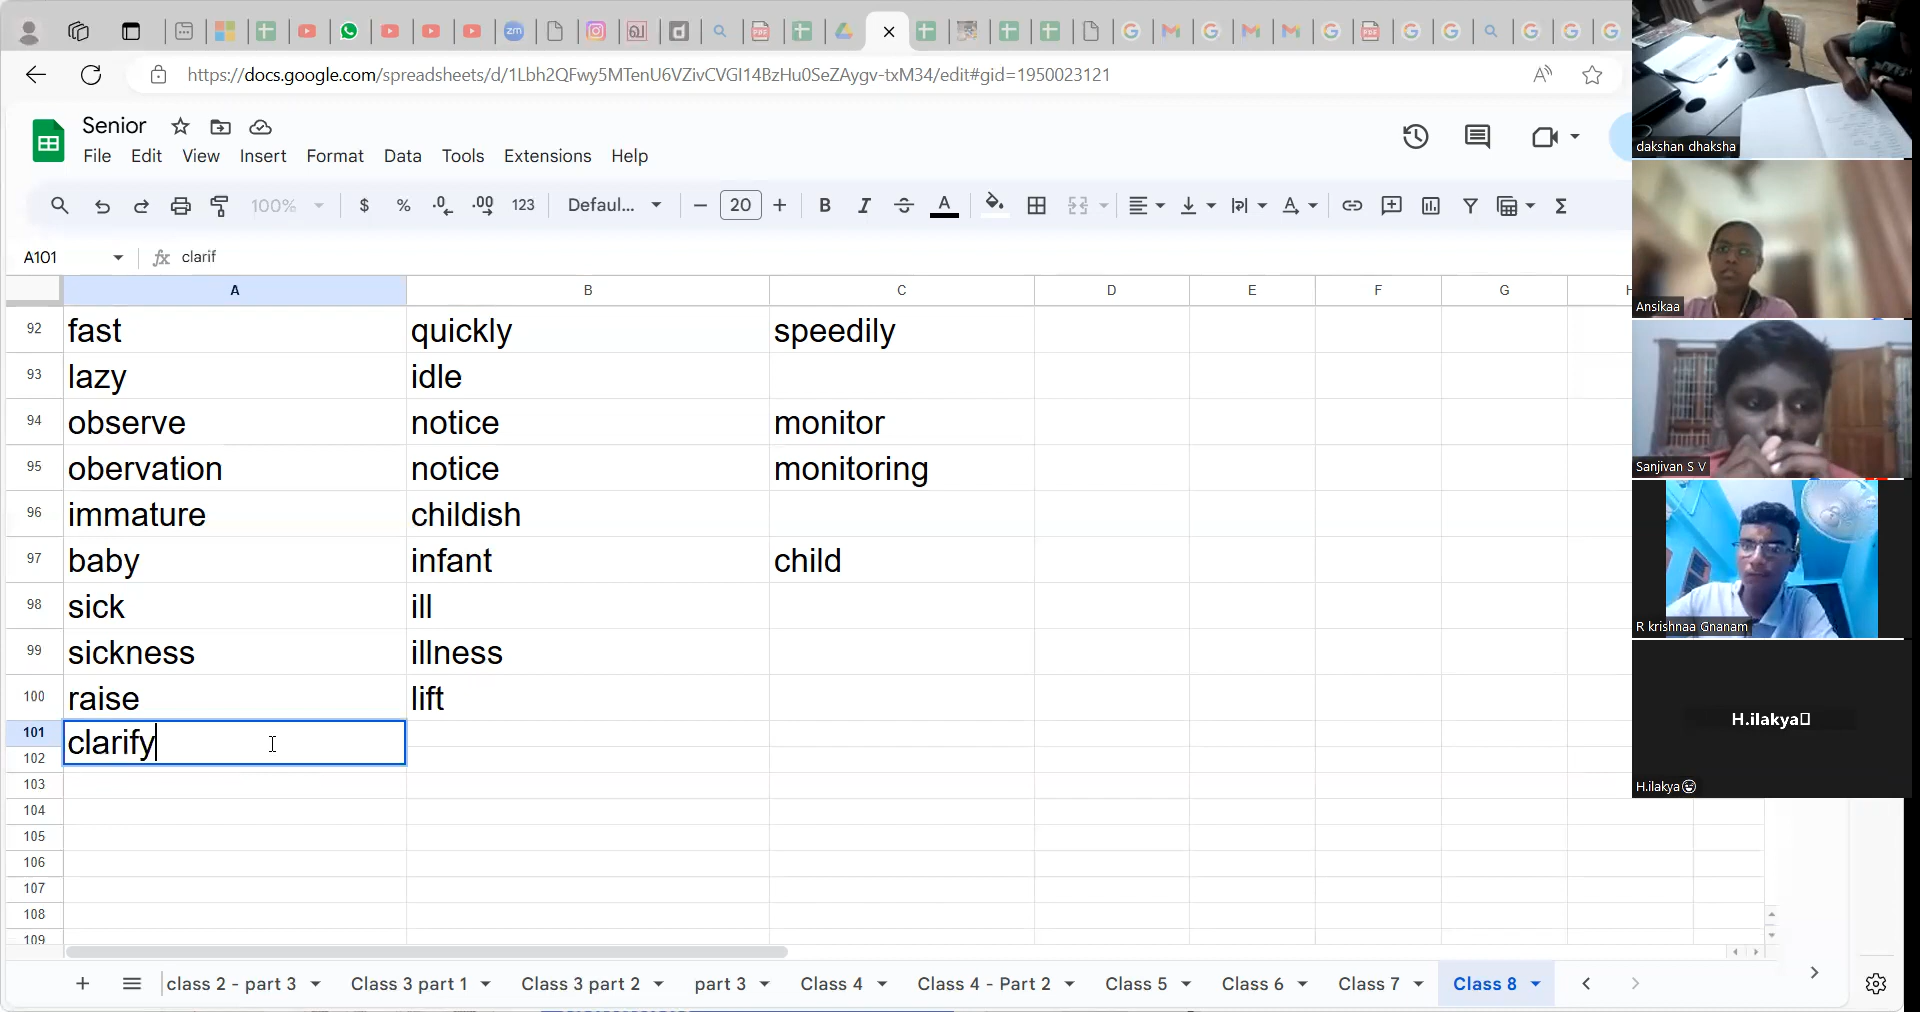 https://docs.google.com/spreadsheets/d/1Lbh2QFwy5MTenU6VZivCVGI14BzHu0SeZAygv-txM34/edit#gid=1950023121
Senior
File Edit View Insert Format Data Tools Extensions Help
100% $ % .0 .00 123 Defaul... 20 B I S A
A101 fx clarif
A B C D E F G
92 fast quickly speedily
93 lazy idle
94 observe notice monitor
95 obervation notice monitoring
96 immature childish
97 baby infant child
98 sick ill
99 sickness illness
100 raise lift
101 clarify
102
103
104
105
106
107
108
109
class 2 - part 3 Class 3 part 1 Class 3 part 2 part 3 Class 4 Class 4 - Part 2 Class 5 Class 6 Class 7 Class 8
dakshan dhaksha
Ansikaa
Sanjivan S V
R krishnaa Gnanam
H.ilakya
H.ilakya😀